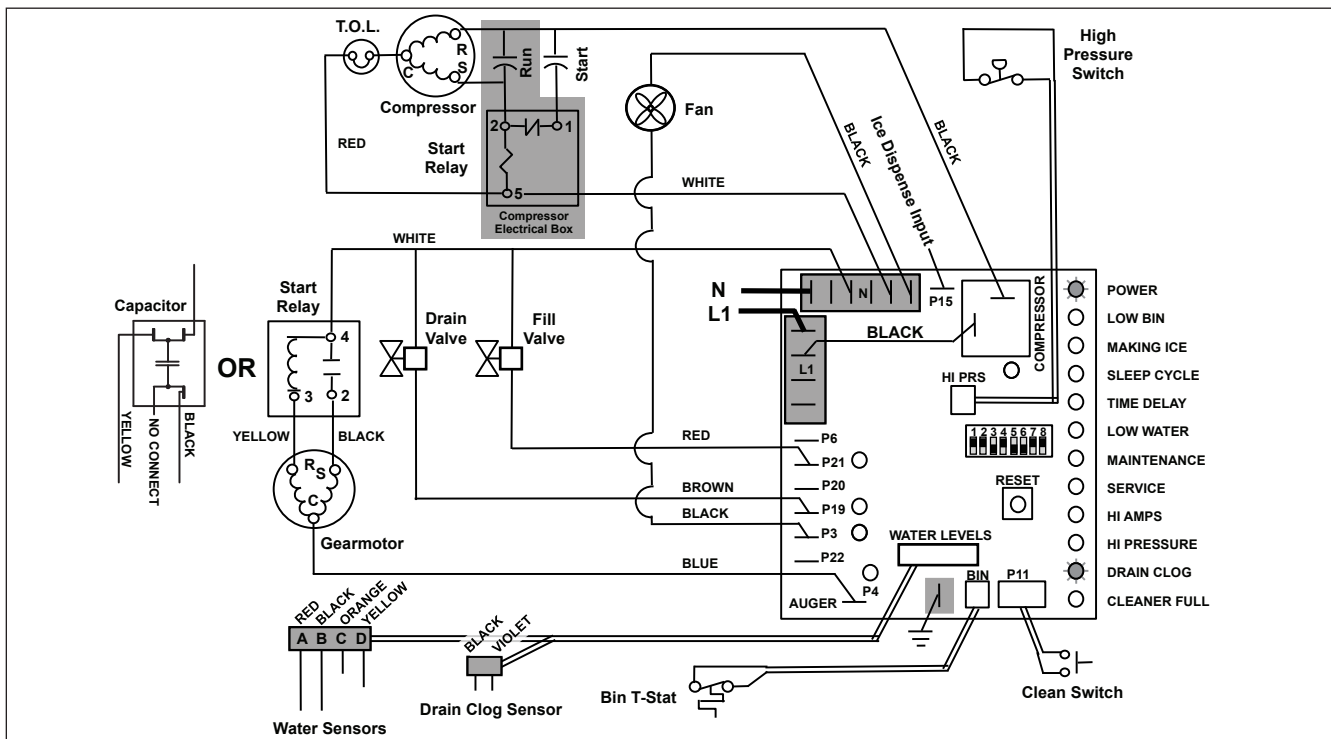 T.O.L.
R
S
C
Compressor
Run
Start
2
1
5
Start
Relay
Compressor
Electrical Box
RED
WHITE
Fan
BLACK
Ice Dispense Input
BLACK
High
Pressure
Switch
WHITE
Capacitor
YELLOW
NO CONNECT
BLACK
OR
Start
Relay
4
3
2
YELLOW
BLACK
R
S
C
Gearmotor
Drain
Valve
Fill
Valve
RED
BROWN
BLACK
BLUE
N
L1
N
P15
L1
BLACK
COMPRESSOR
HI PRS
1 2 3 4 5 6 7 8
RESET
P6
P21
P20
P19
P3
P22
P4
AUGER
WATER LEVELS
BIN
P11
POWER
LOW BIN
MAKING ICE
SLEEP CYCLE
TIME DELAY
LOW WATER
MAINTENANCE
SERVICE
HI AMPS
HI PRESSURE
DRAIN CLOG
CLEANER FULL
RED
BLACK
ORANGE
YELLOW
A B C D
Water Sensors
BLACK
VIOLET
Drain Clog Sensor
Bin T-Stat
Clean Switch